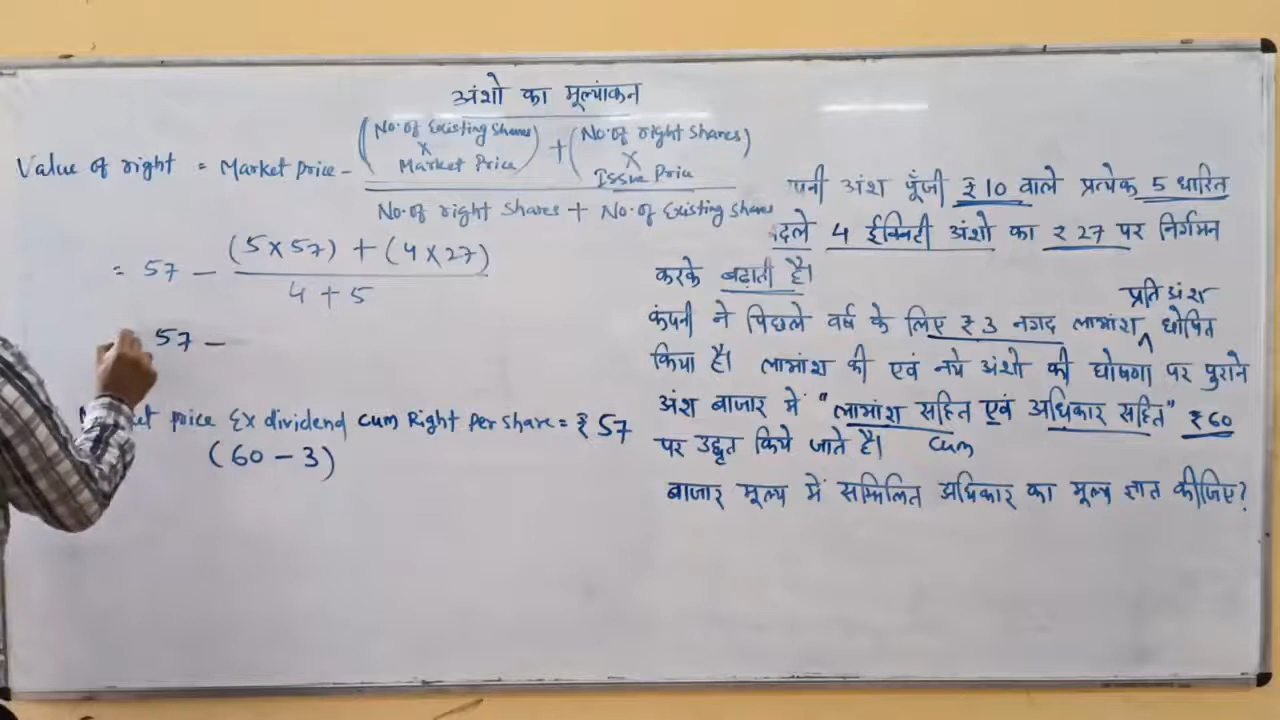 अंशो का मूल्यांकन
Value of right = Market Price - (No. of Existing Shares × Market Price) + (No. of right Shares × Issue Price)
No. of right Shares + No. of Existing Shares
= 57 - (5×57) + (4×27)
4 + 5
57 -
price Ex dividend cum Right Per share = ₹ 57
(60 - 3)
अंश पूँजी ₹ 10 वाले प्रत्येक 5 धारित
4 ईक्विटी अंशो का ₹ 27 पर निर्गमन
करके बढ़ाती है।
प्रति अंश
कंपनी ने पिछले वर्ष के लिए ₹ 3 नगद लाभांश ^ घोषित
किया है। लाभांश की एवं नये अंशो की घोषणा पर पुराने
अंश बाजार में "लाभांश सहित एवं अधिकार सहित" ₹ 60
पर उद्धृत किये जाते है। Cum
बाजार मूल्य में सम्मिलित अधिकार का मूल्य ज्ञात कीजिए?